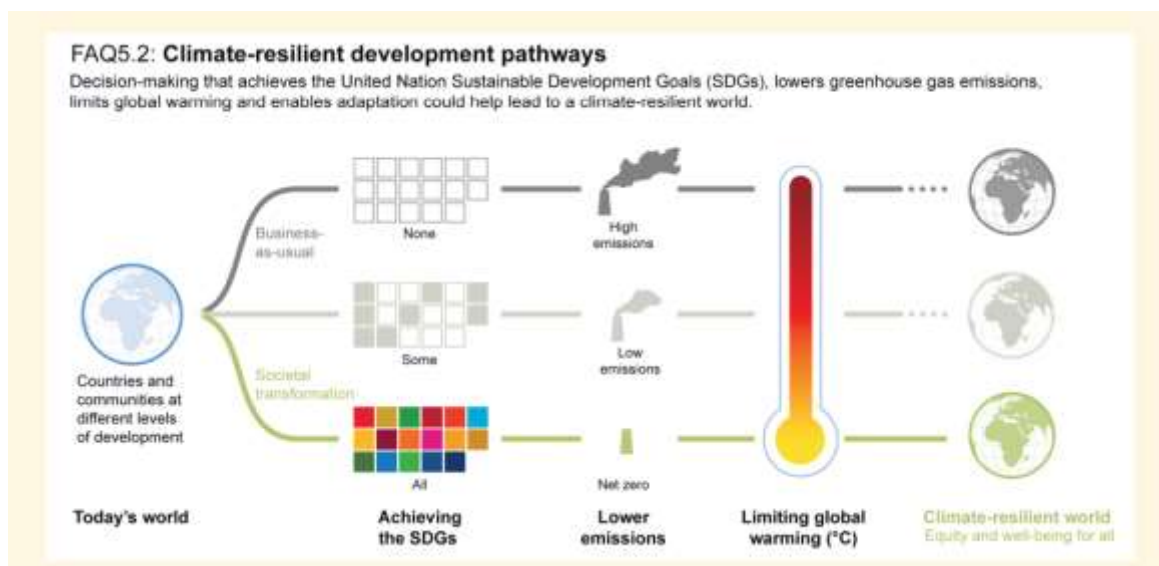 FAQ5.2: Climate-resilient development pathways
Decision-making that achieves the United Nation Sustainable Development Goals (SDGs), lowers greenhouse gas emissions,
limits global warming and enables adaptation could help lead to a climate-resilient world.
Business-
as-usual
None
High
emissions
Some
Low
emissions
Countries and
communities at
different levels
of development
Societal
transformation
All
Net zero
Today's world
Achieving
the SDGs
Lower
emissions
Limiting global
warming (°C)
Climate-resilient world
Equity and well-being for all